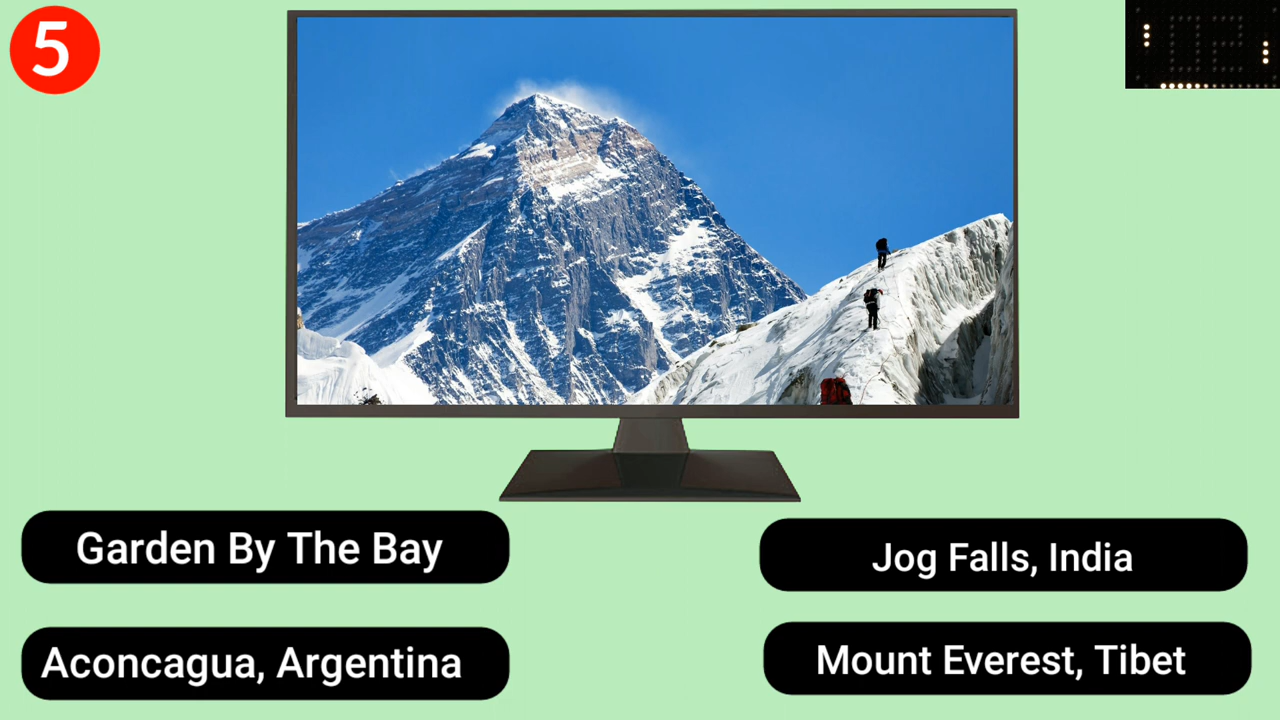 5
Garden By The Bay
Jog Falls, India
Aconcagua, Argentina
Mount Everest, Tibet